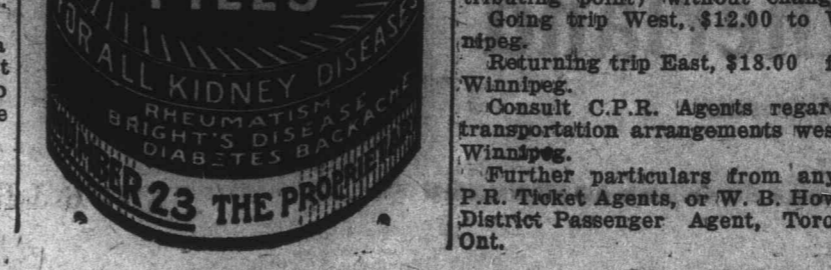 FOR ALL KIDNEY DISEASES
RHEUMATISM
BRIGHT'S DISEASE
DIABETES BACKACHE
23 THE
Going trip West, $12.00 to
nipeg.
Returning trip East, $18.00
Winnipeg.
Consult C.P.R. Agents
transportation arrangements
Winnipeg.
Further particulars from any
P.R. Ticket Agents, or W. B.
District Passenger Agent,
Ont.